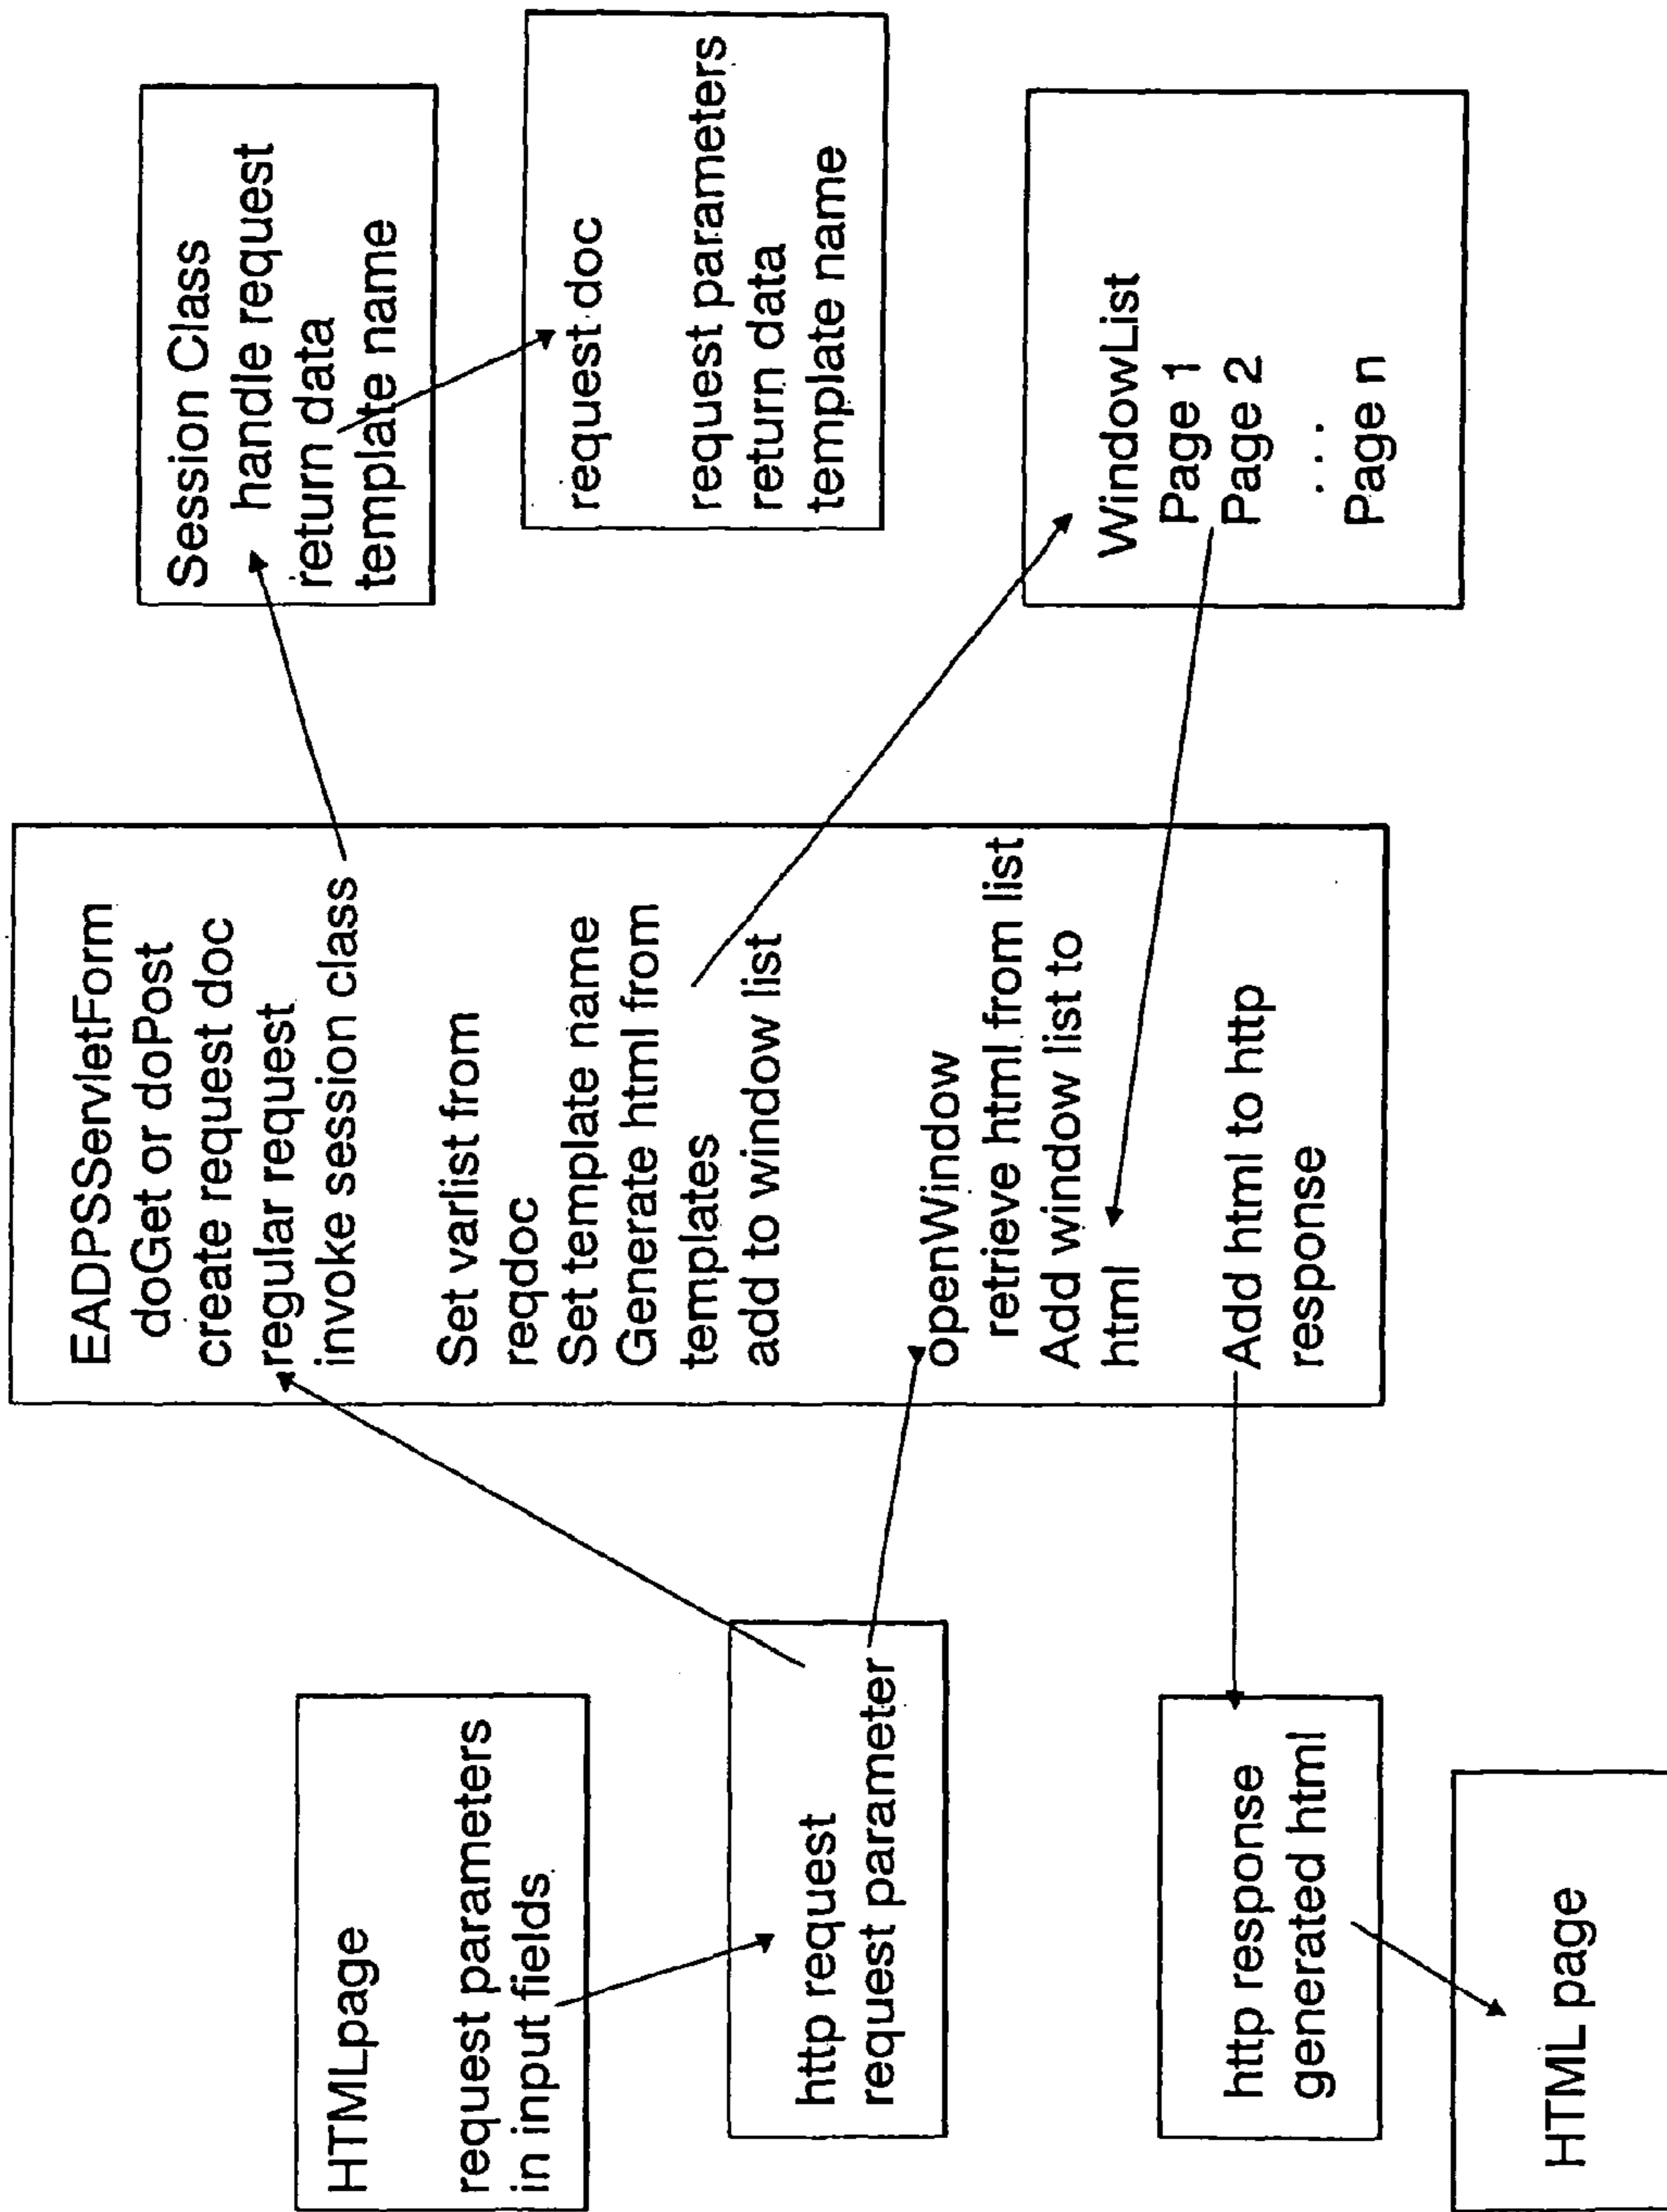 HTMLpage
request parameters
in input fields
http request
request parameter
http response
generated html
HTML page
EADPSServletForm
doGet or doPost
create request doc
regular request
invoke session class
Set varlist from
reqdoc
Set template name
Generate html from
templates
add to window list
openWindow
retrieve html from list
Add window list to
html
Add html to http
response
Session Class
handle request
return data
template name
request doc
request parameters
return data
template name
WindowList
Page 1
Page 2
...
Page n